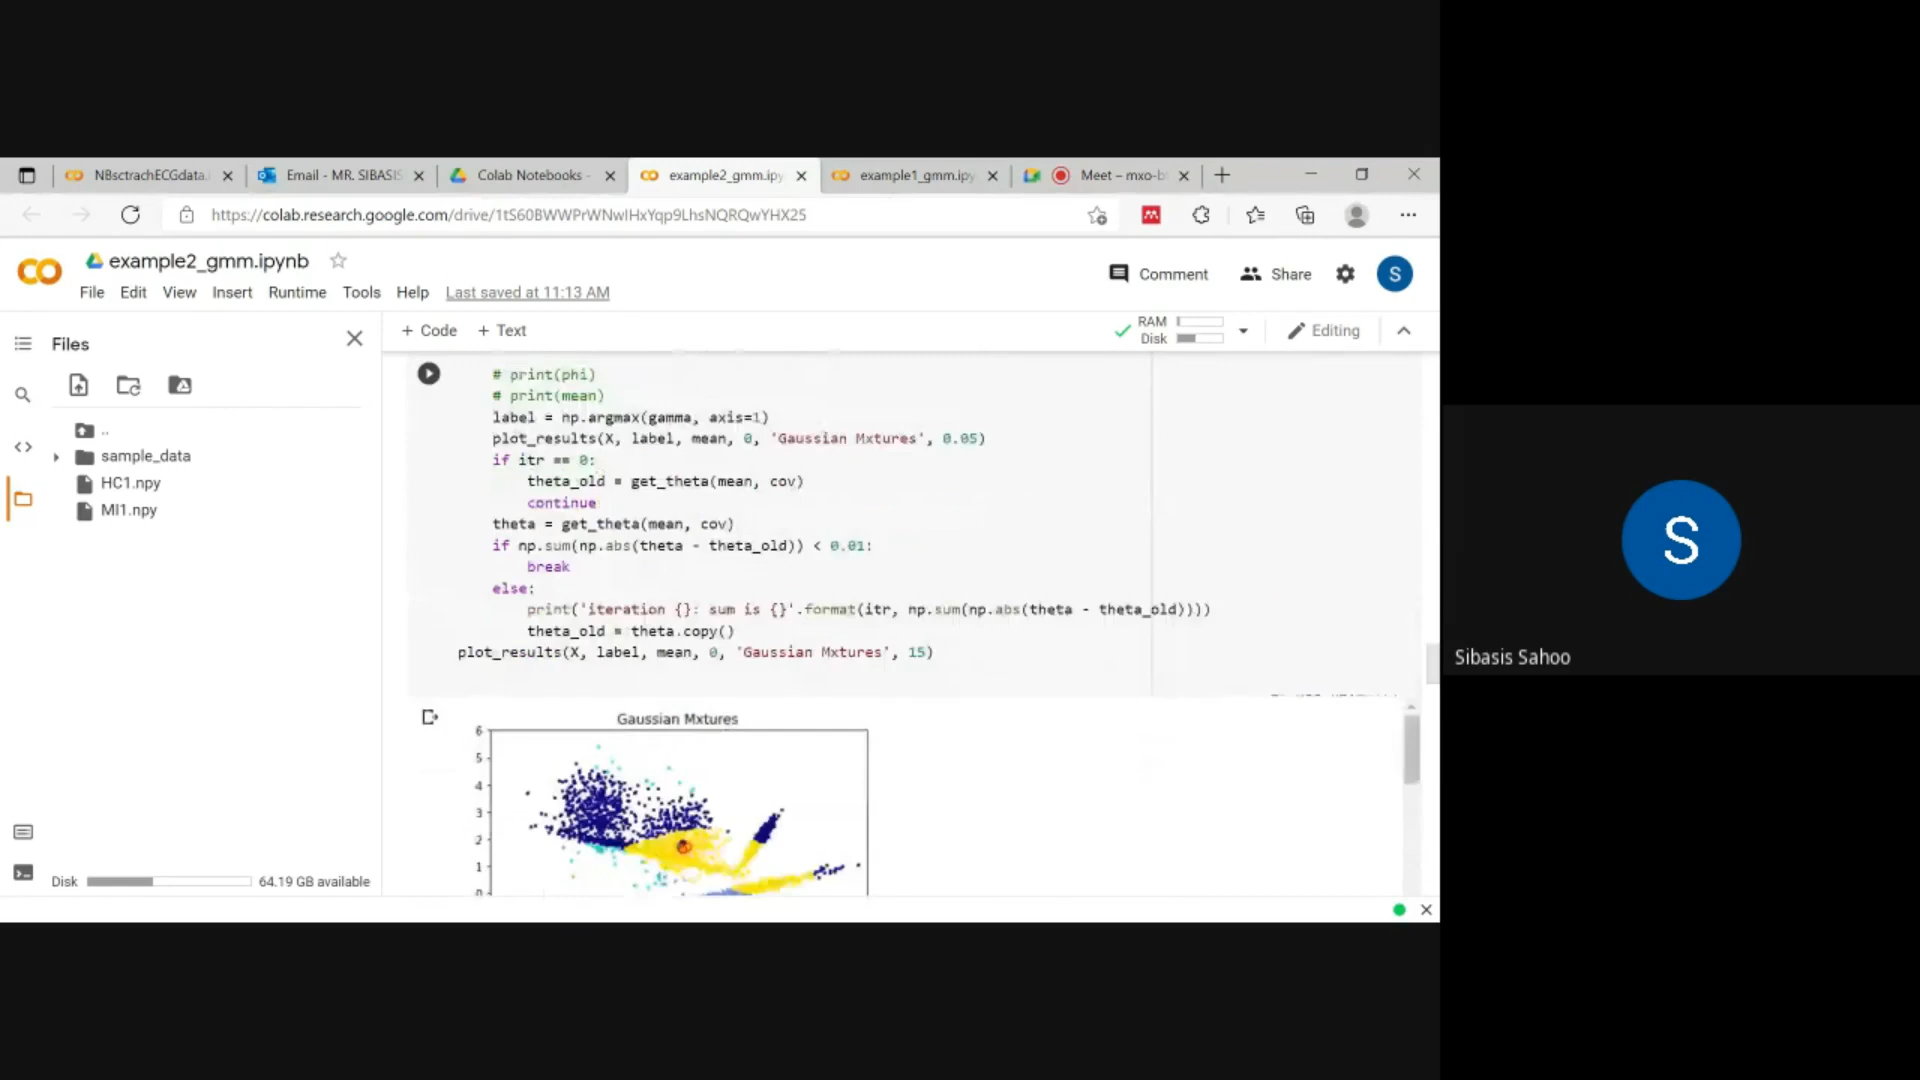 NBsctrachECGdata.
Email - MR. SIBASIS
Colab Notebooks -
example2_gmm.ipy
example1_gmm.ipy
Meet – mxo-b
https://colab.research.google.com/drive/1tS60BWWPrWNwIHxYqp9LhsNQRQwYHX25
example2_gmm.ipynb
Comment
Share
S
File Edit View Insert Runtime Tools Help Last saved at 11:13 AM
Files
+ Code + Text
RAM
Disk
Editing
..
sample_data
HC1.npy
MI1.npy
# print(phi)
# print(mean)
label = np.argmax(gamma, axis=1)
plot_results(X, label, mean, 0, 'Gaussian Mxtures', 0.05)
if itr == 0:
theta_old = get_theta(mean, cov)
continue
theta = get_theta(mean, cov)
if np.sum(np.abs(theta - theta_old)) < 0.01:
break
else:
print('iteration {}: sum is {}'.format(itr, np.sum(np.abs(theta - theta_old))))
theta_old = theta.copy()
plot_results(X, label, mean, 0, 'Gaussian Mxtures', 15)
Gaussian Mxtures
6
5
4
3
2
1
0
Disk
64.19 GB available
S
Sibasis Sahoo